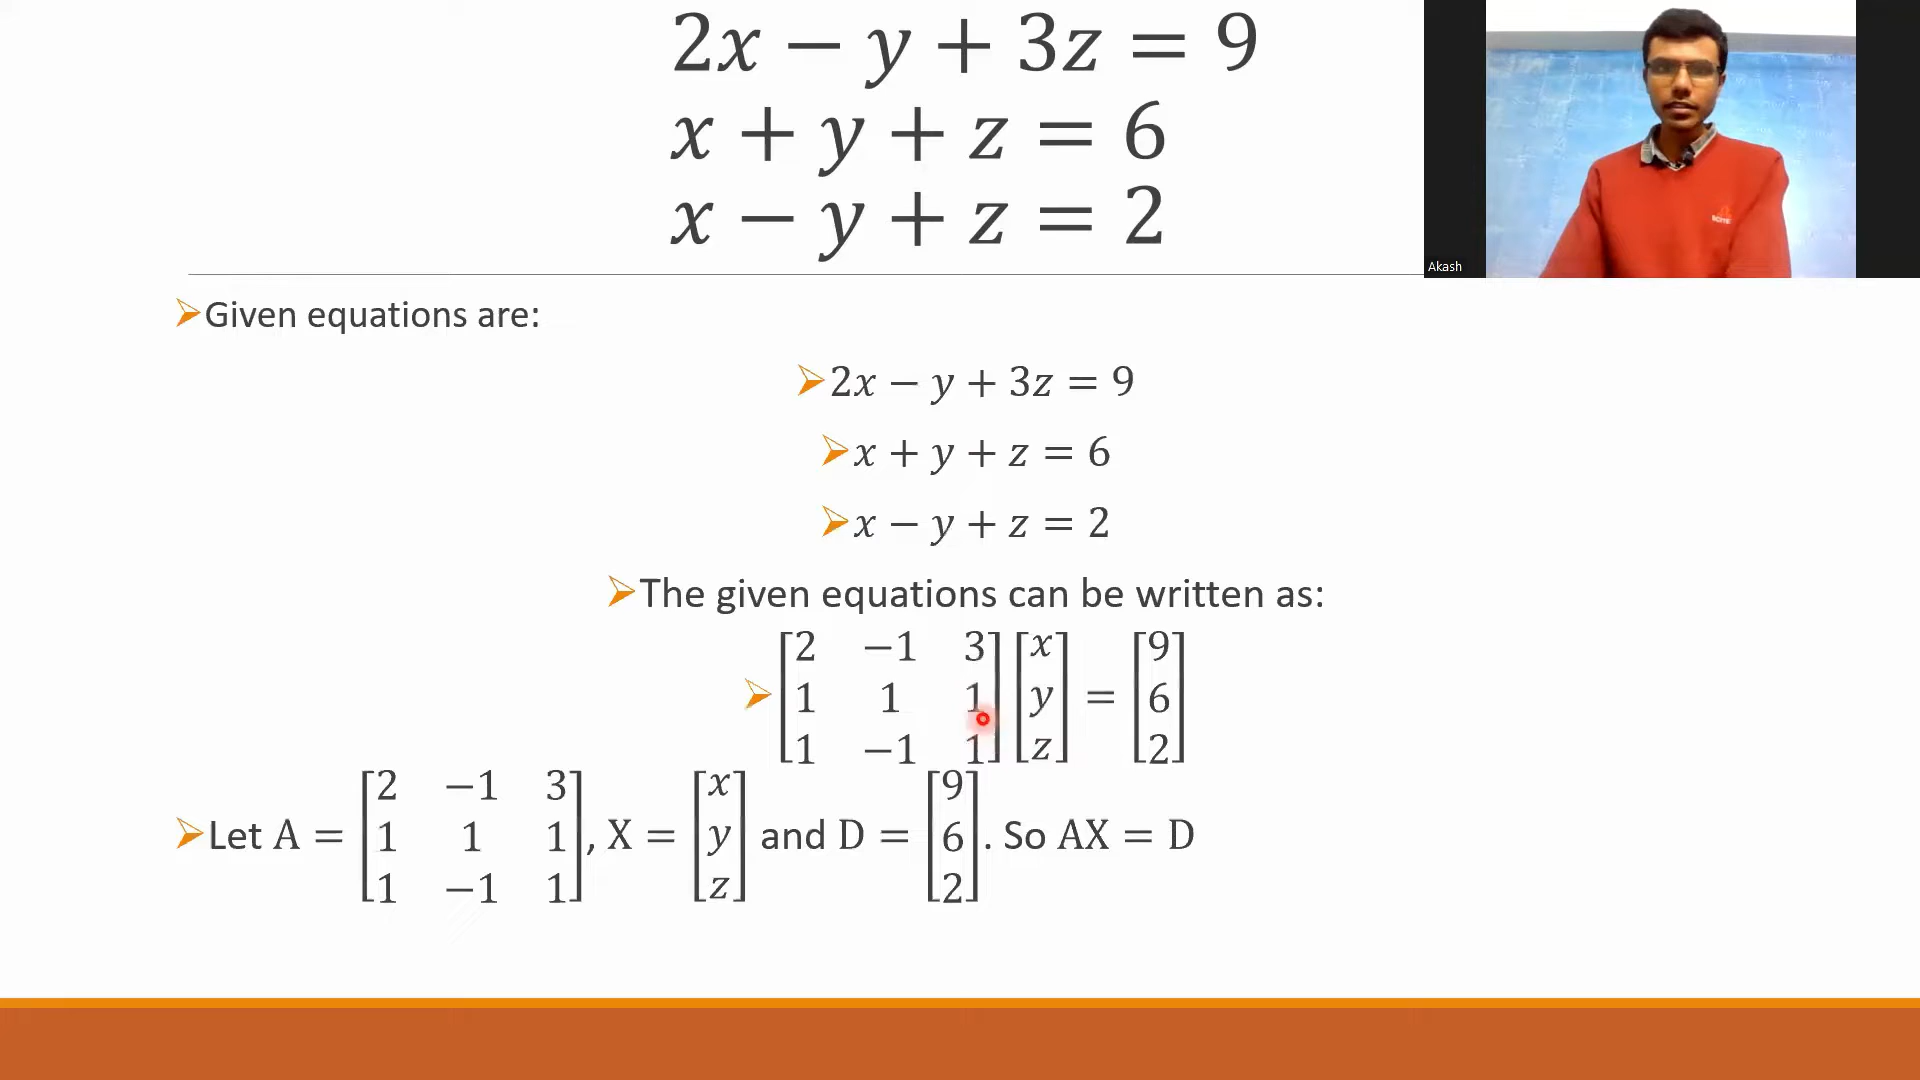 2x − y + 3z = 9
x + y + z = 6
x − y + z = 2
Akash
SCITE
➢Given equations are:
➢2x − y + 3z = 9
➢x + y + z = 6
➢x − y + z = 2
➢The given equations can be written as:
➢[2 −1 3; 1 1 1; 1 −1 1] [x; y; z] = [9; 6; 2]
➢Let A = [2 −1 3; 1 1 1; 1 −1 1], X = [x; y; z] and D = [9; 6; 2]. So AX = D